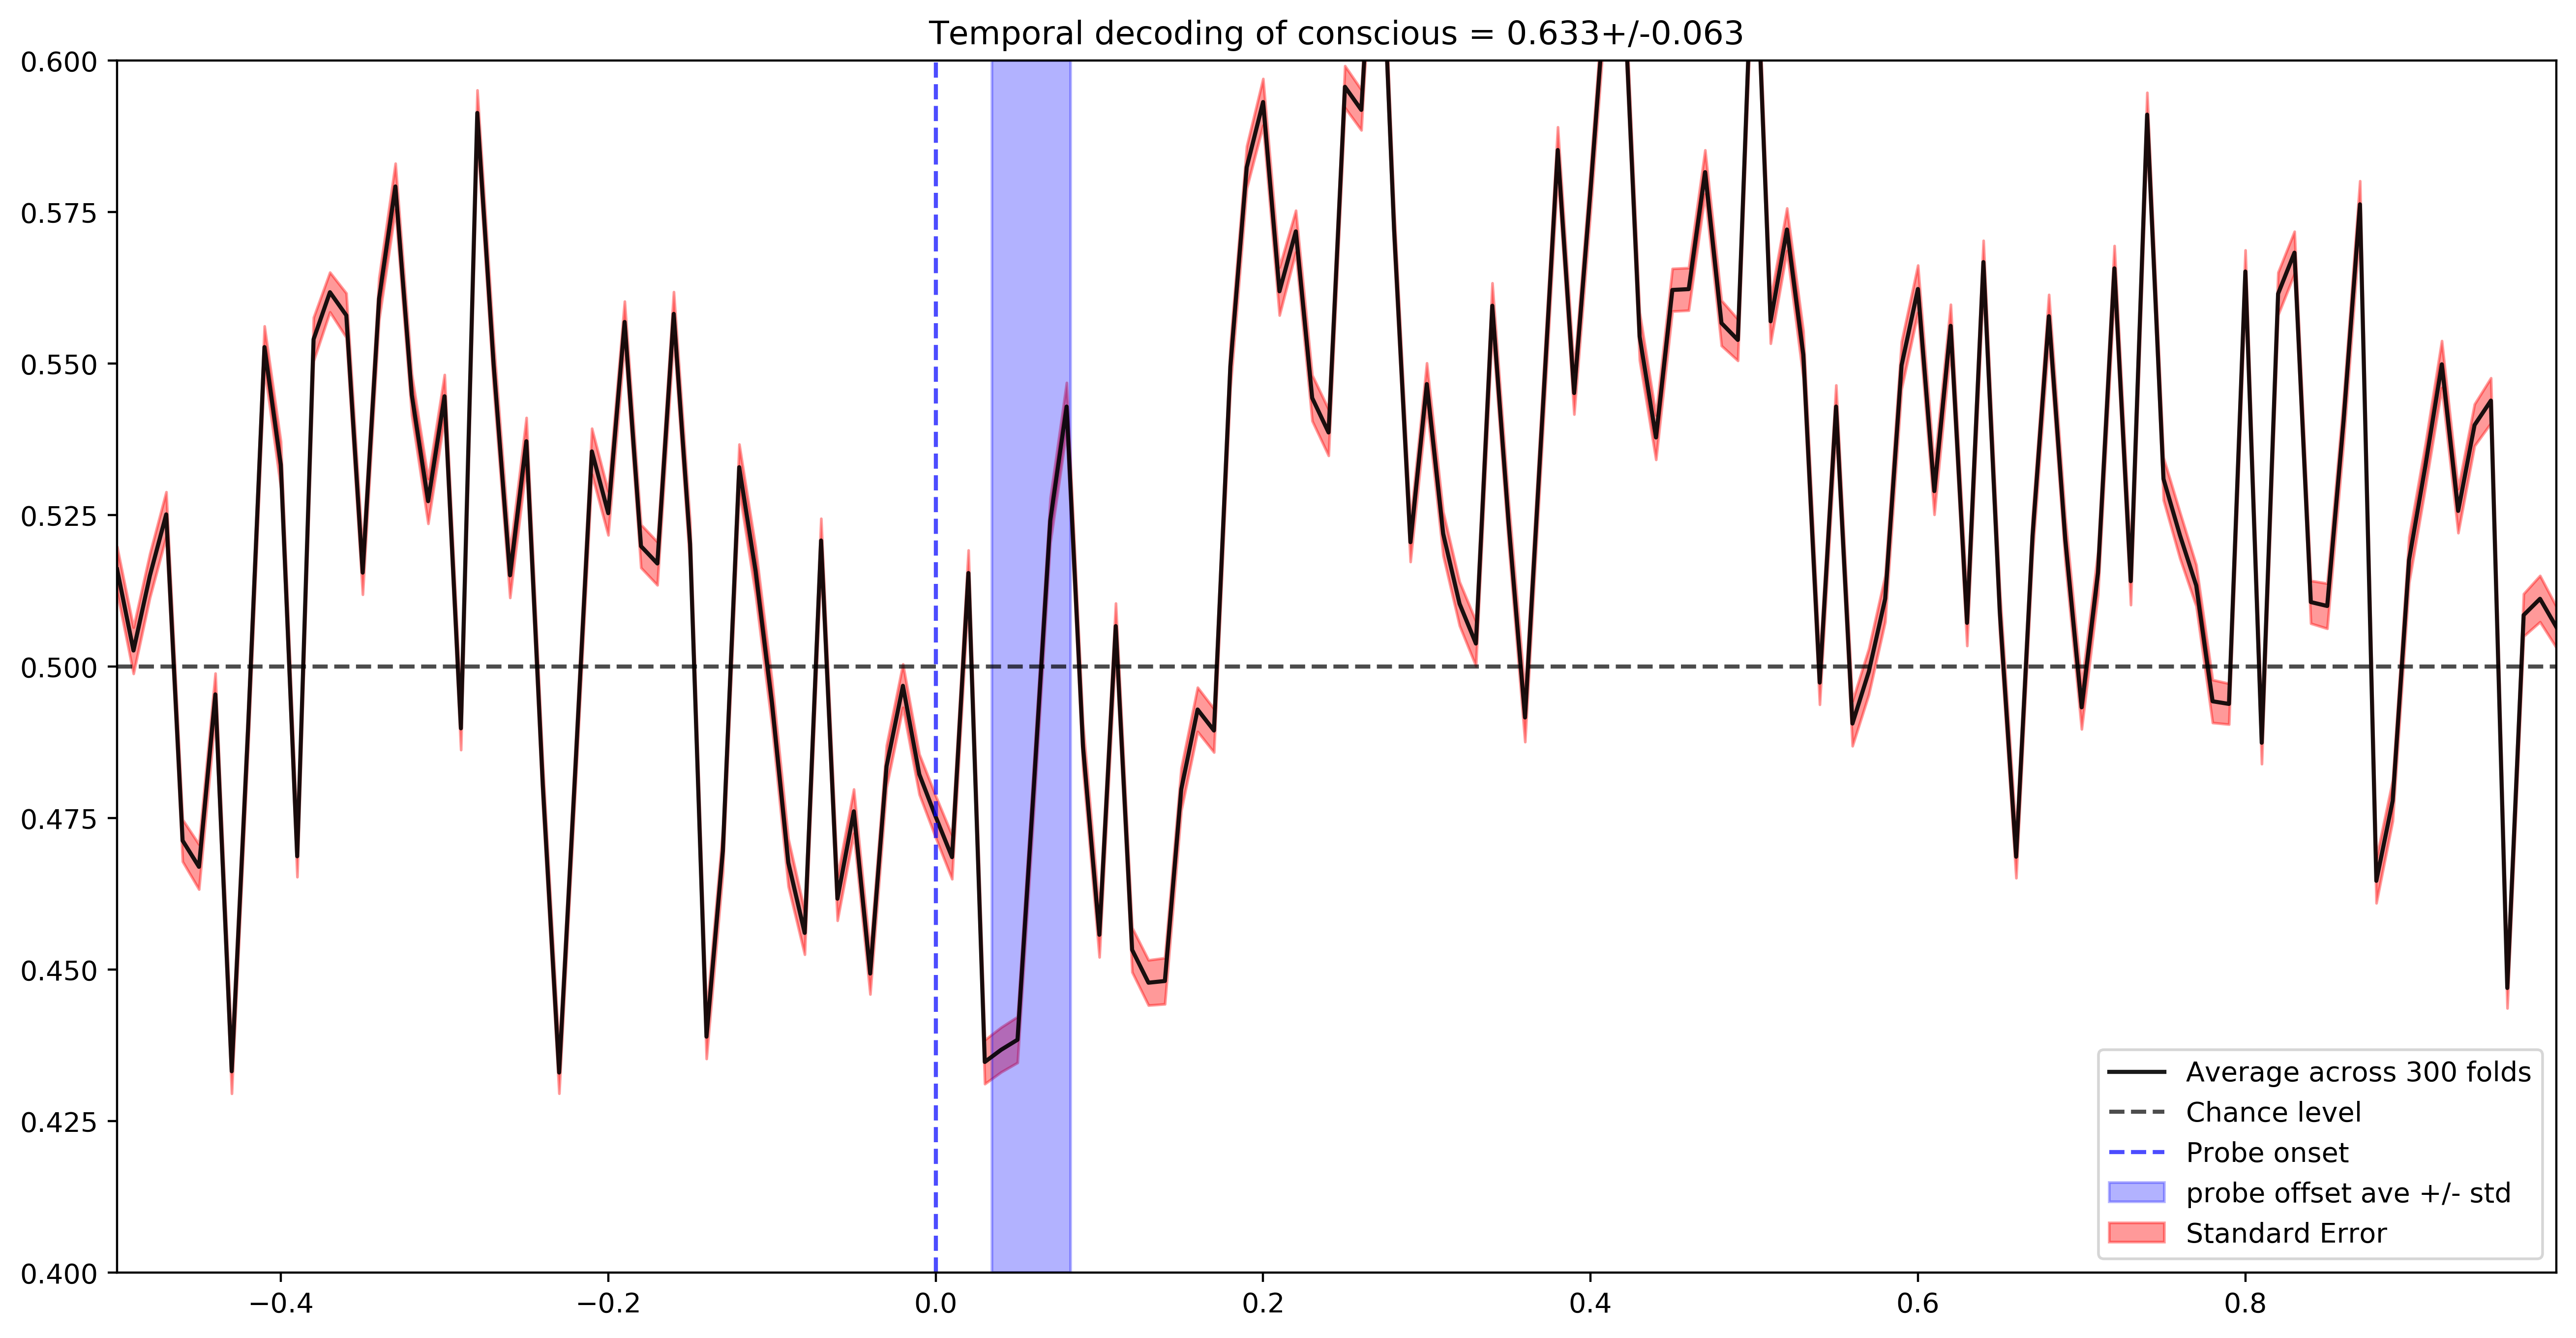 Temporal decoding of conscious = 0.633+/-0.063
0.600
0.575
0.550
0.525
0.500
0.475
0.450
0.425
0.400
−0.4
−0.2
0.0
0.2
0.4
0.6
0.8
Average across 300 folds
Chance level
Probe onset
probe offset ave +/- std
Standard Error